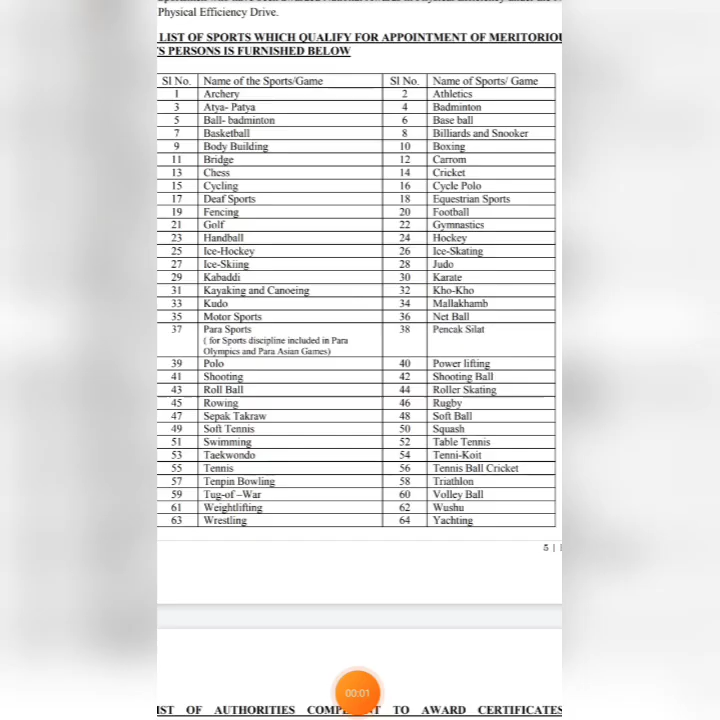 Physical Efficiency Drive.
LIST OF SPORTS WHICH QUALIFY FOR APPOINTMENT OF
PERSONS IS FURNISHED BELOW
Sl No. Name of the Sports/Game Sl No. Name of Sports/ Game
1 Archery 2 Athletics
3 Atya- Patya 4 Badminton
5 Ball- badminton 6 Base ball
7 Basketball 8 Billiards and Snooker
9 Body Building 10 Boxing
11 Bridge 12 Carrom
13 Chess 14 Cricket
15 Cycling 16 Cycle Polo
17 Deaf Sports 18 Equestrian Sports
19 Fencing 20 Football
21 Golf 22 Gymnastics
23 Handball 24 Hockey
25 Ice-Hockey 26 Ice-Skating
27 Ice-Skiing 28 Judo
29 Kabaddi 30 Karate
31 Kayaking and Canoeing 32 Kho-Kho
33 Kudo 34 Mallakhamb
35 Motor Sports 36 Net Ball
37 Para Sports 38 Pencak Silat
( for Sports discipline included in Para
Olympics and Para Asian Games)
39 Polo 40 Power lifting
41 Shooting 42 Shooting Ball
43 Roll Ball 44 Roller Skating
45 Rowing 46 Rugby
47 Sepak Takraw 48 Soft Ball
49 Soft Tennis 50 Squash
51 Swimming 52 Table Tennis
53 Taekwondo 54 Tenni-Koit
55 Tennis 56 Tennis Ball Cricket
57 Tenpin Bowling 58 Triathlon
59 Tug-of –War 60 Volley Ball
61 Weightlifting 62 Wushu
63 Wrestling 64 Yachting
5 |
00:01
OF AUTHORITIES TO AWARD CERTIFICATES